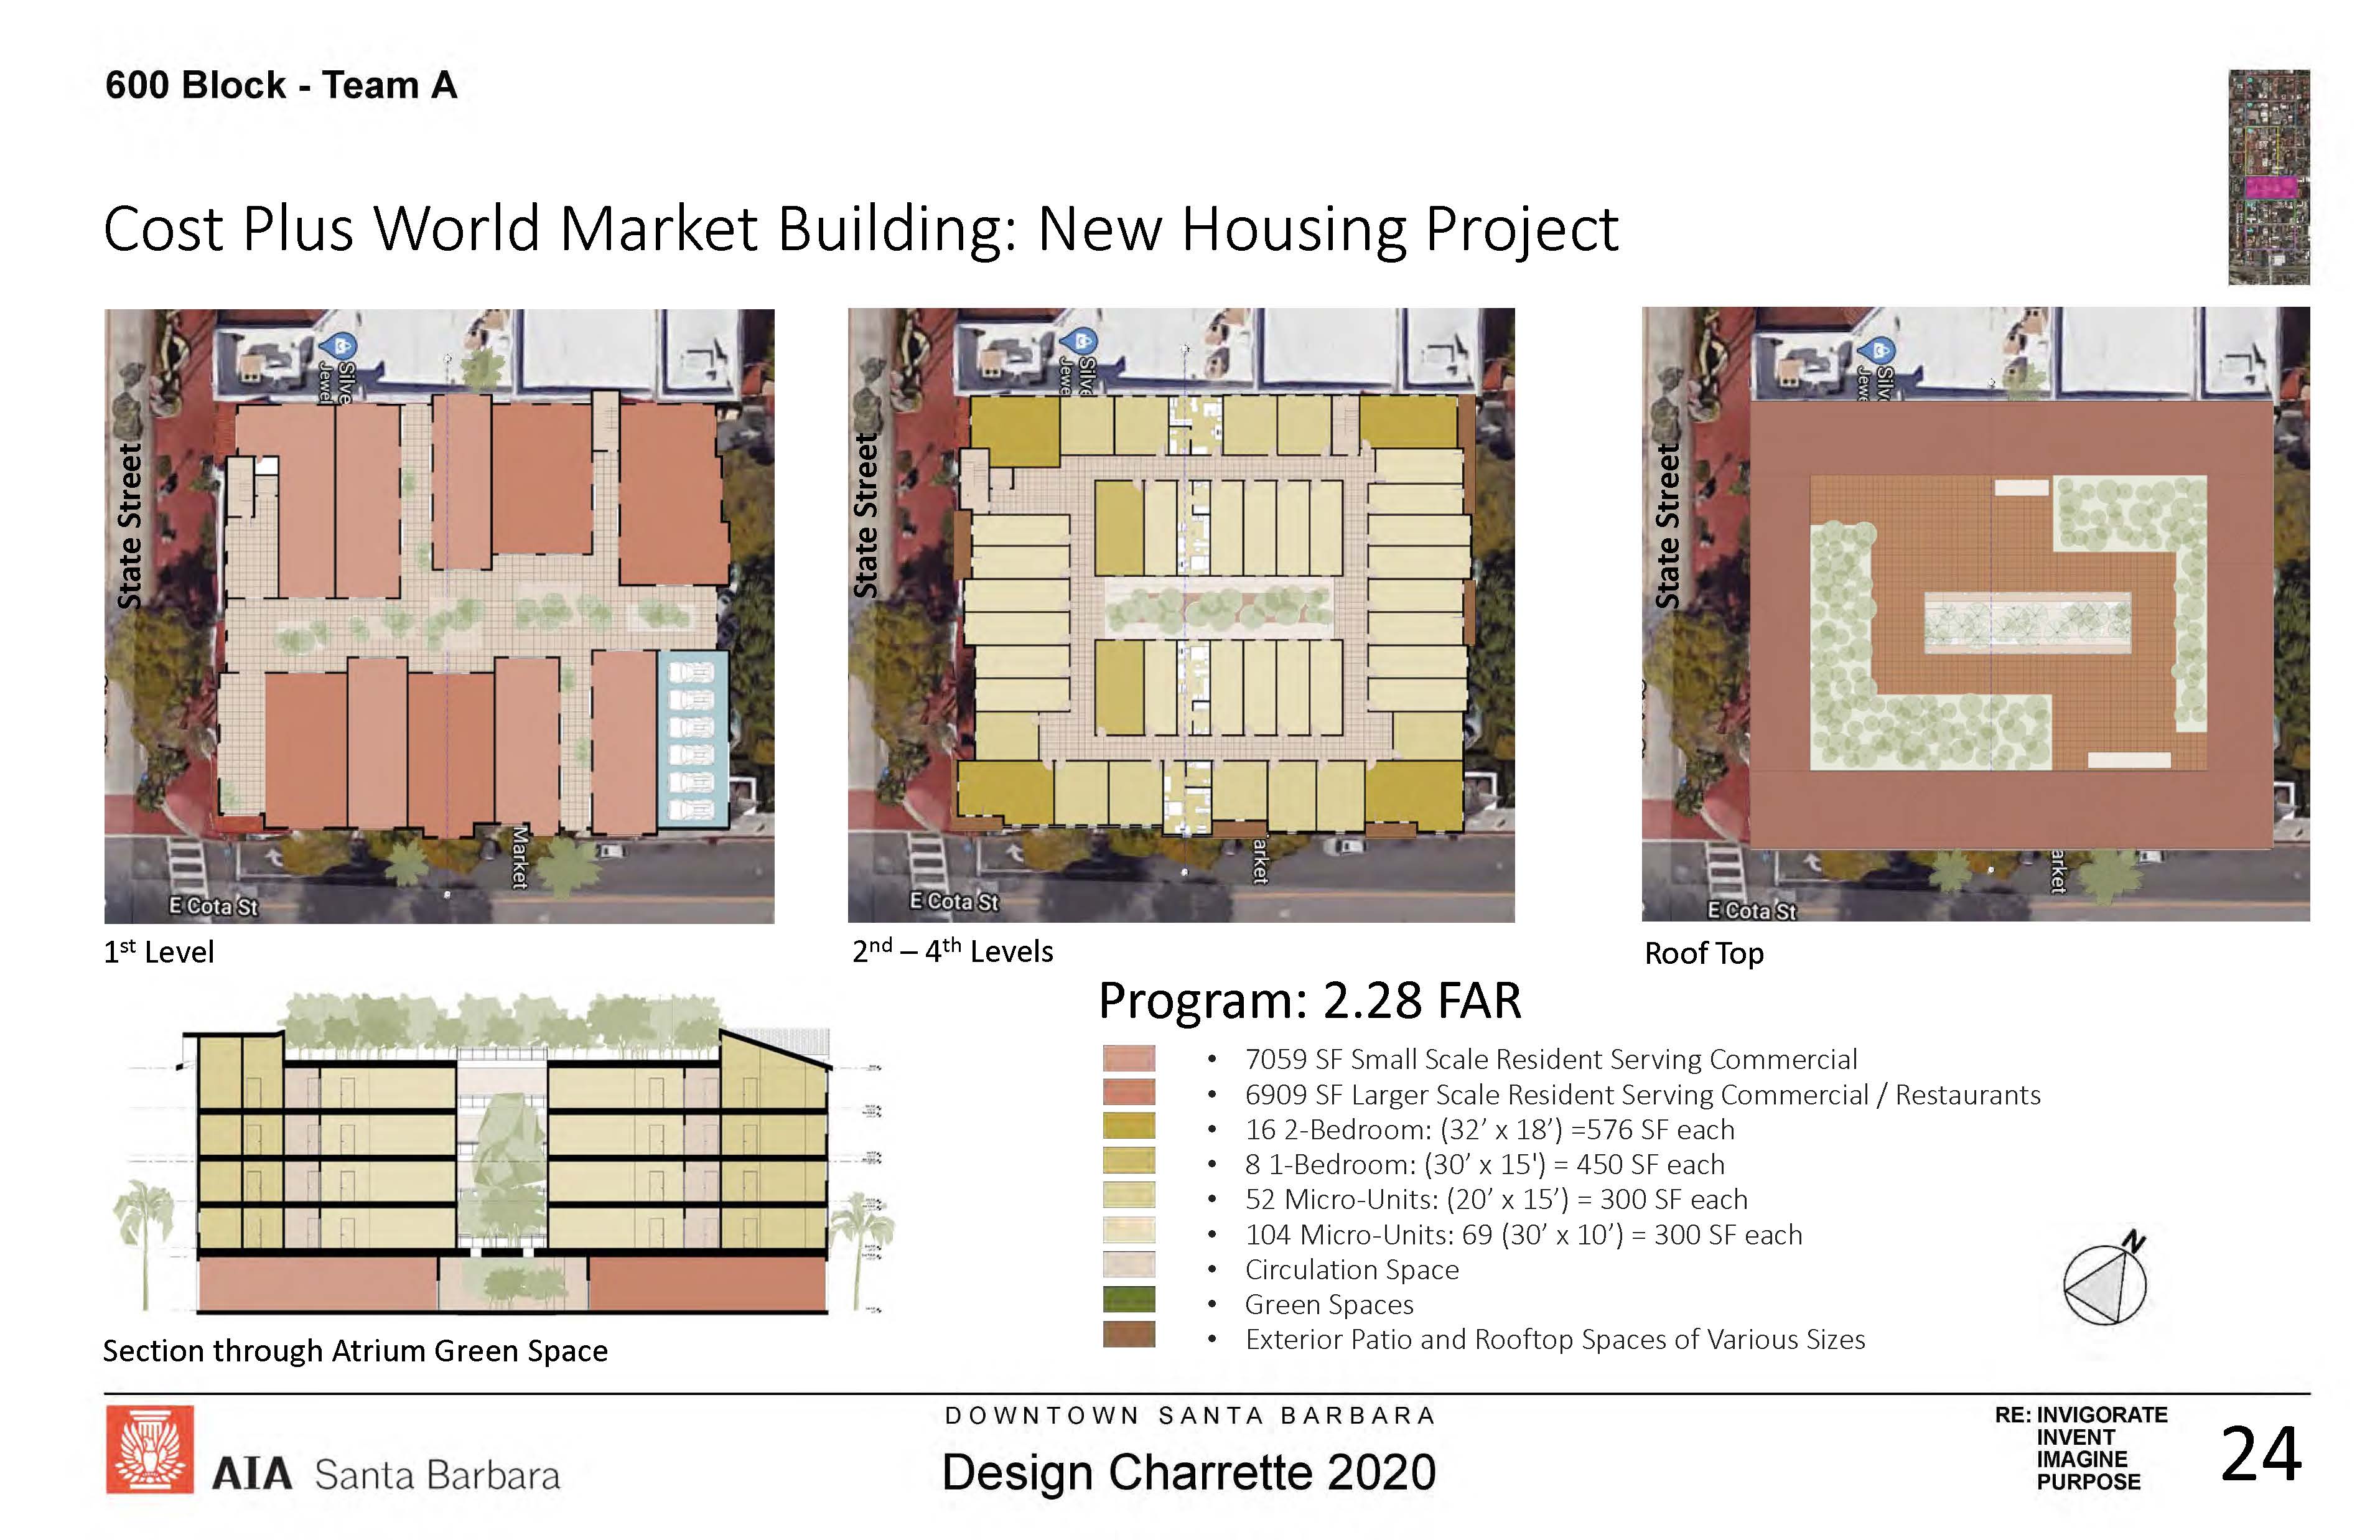 600 Block - Team A
Cost Plus World Market Building: New Housing Project
State Street
Silve
Jewel
Market
E Cota St
State Street
Silve
Jewe
arket
E Cota St
State Street
Silv
Jewe
arket
E Cota St
1st Level
2nd – 4th Levels
Roof Top
Program: 2.28 FAR
• 7059 SF Small Scale Resident Serving Commercial
• 6909 SF Larger Scale Resident Serving Commercial / Restaurants
• 16 2-Bedroom: (32’ x 18’) =576 SF each
• 8 1-Bedroom: (30’ x 15') = 450 SF each
• 52 Micro-Units: (20’ x 15’) = 300 SF each
• 104 Micro-Units: 69 (30’ x 10’) = 300 SF each
• Circulation Space
• Green Spaces
• Exterior Patio and Rooftop Spaces of Various Sizes
N
Section through Atrium Green Space
AIA Santa Barbara
DOWNTOWN SANTA BARBARA
Design Charrette 2020
RE: INVIGORATE
INVENT
IMAGINE
PURPOSE
24